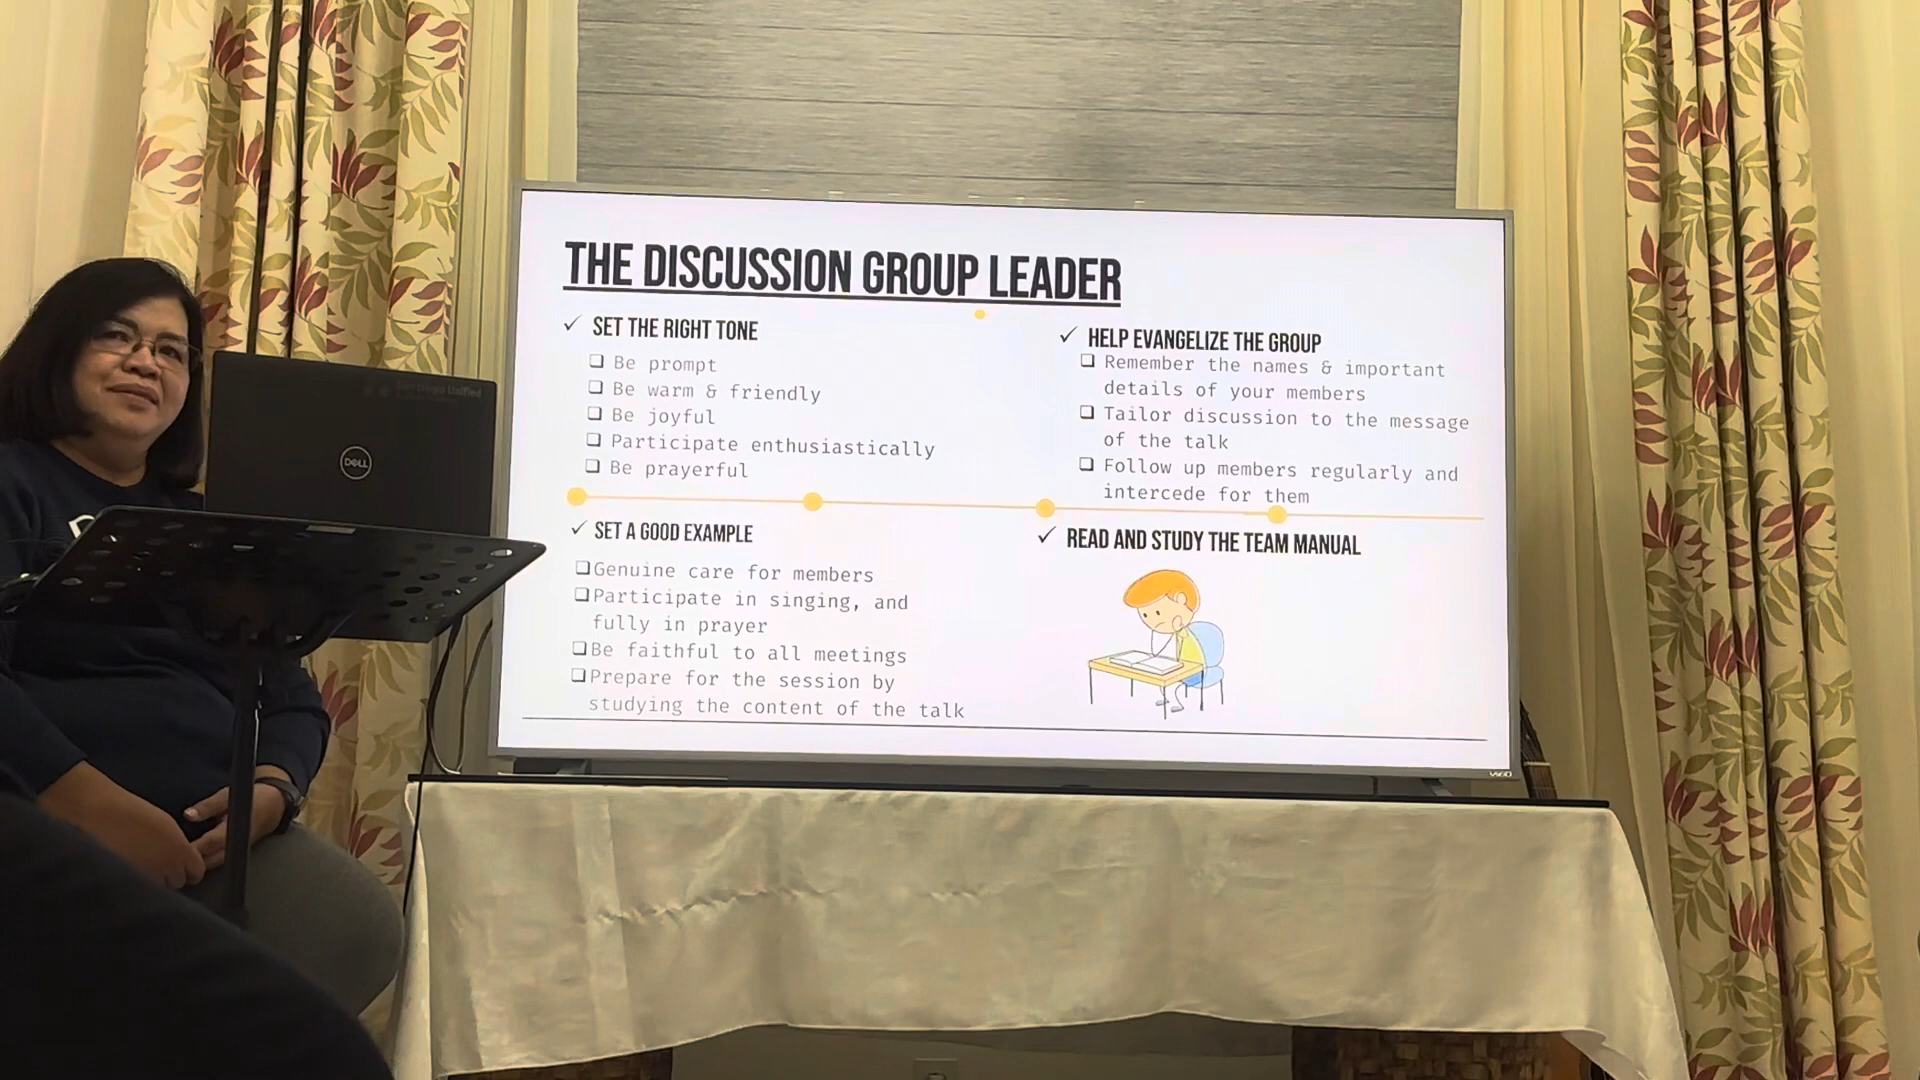 THE DISCUSSION GROUP LEADER
✓ SET THE RIGHT TONE
❑ Be prompt
❑ Be warm & friendly
❑ Be joyful
❑ Participate enthusiastically
❑ Be prayerful
✓ HELP EVANGELIZE THE GROUP
❑ Remember the names & important
details of your members
❑ Tailor discussion to the message
of the talk
❑ Follow up members regularly and
intercede for them
✓ SET A GOOD EXAMPLE
❑ Genuine care for members
❑ Participate in singing, and
fully in prayer
❑ Be faithful to all meetings
❑ Prepare for the session by
studying the content of the talk
✓ READ AND STUDY THE TEAM MANUAL
San Diego Unified
DELL
VIZIO